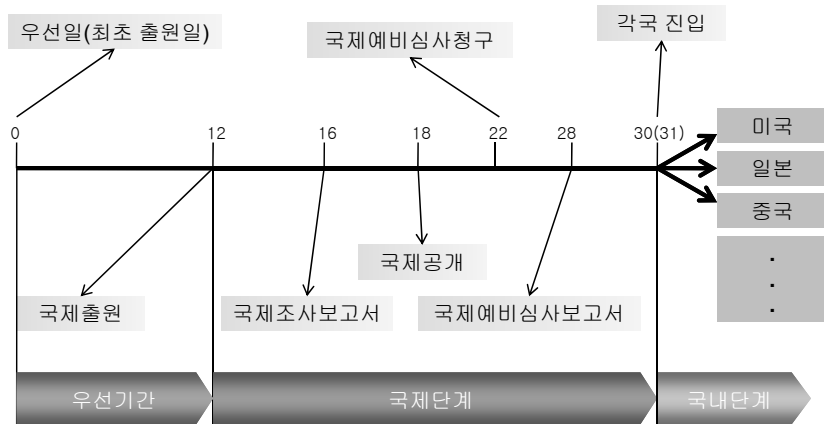 우선일(최초 출원일)
국제예비심사청구
각국 진입
0
12
16
18
22
28
30(31)
미국
일본
중국
.
.
.
국제공개
국제출원
국제조사보고서
국제예비심사보고서
우선기간
국제단계
국내단계